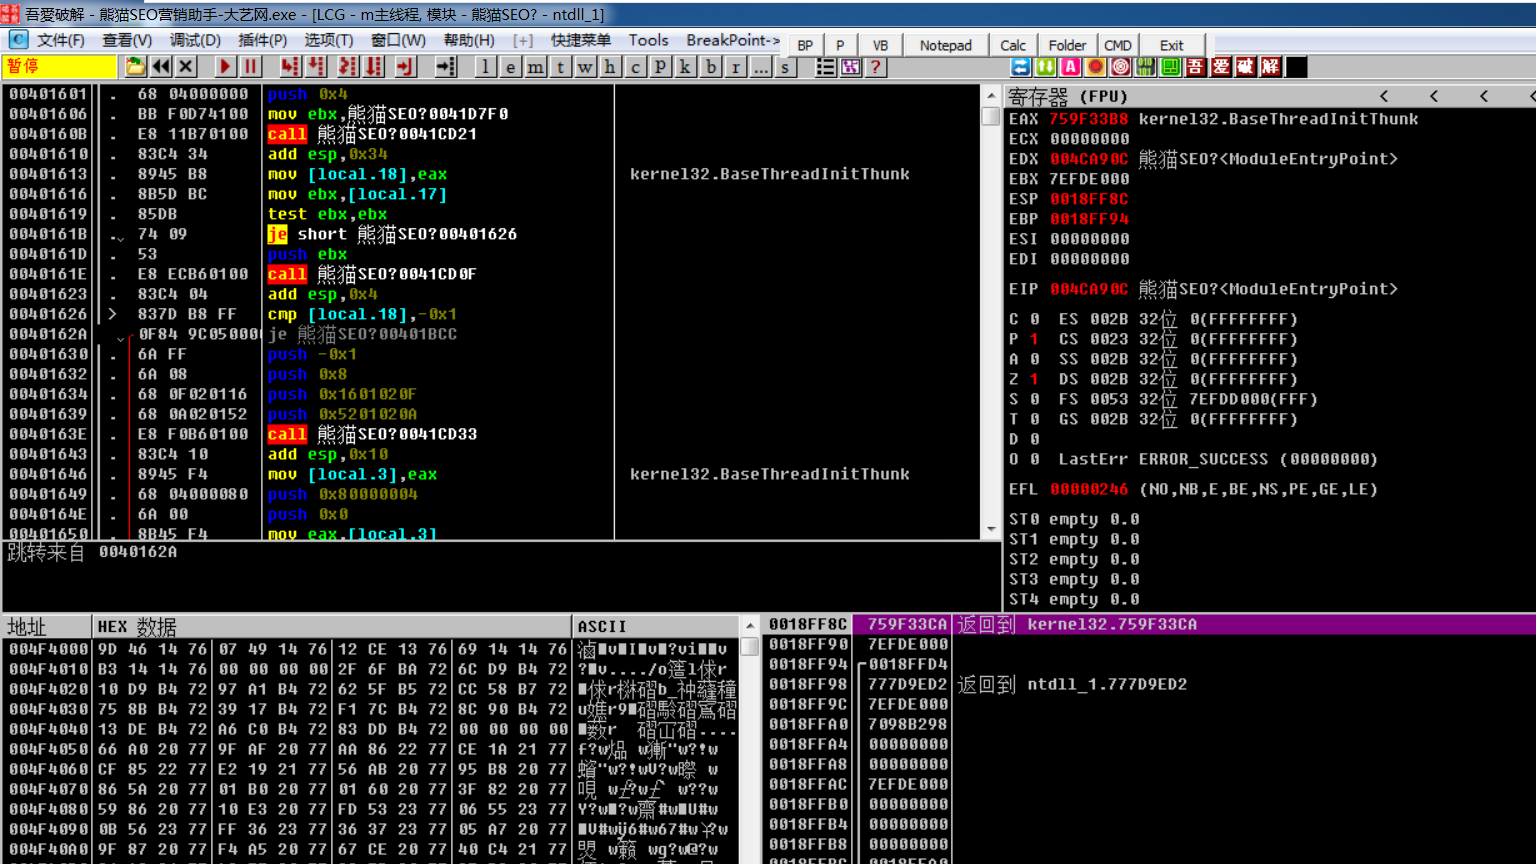 吾爱破解 - 熊猫SEO营销助手-大艺网.exe - [LCG - m主线程, 模块 - 熊猫SEO? - ntdll_1]
文件(F) 查看(V) 调试(D) 插件(P) 选项(T) 窗口(W) 帮助(H) [+] 快捷菜单 Tools BreakPoint-> BP P VB Notepad Calc Folder CMD Exit
暂停 l e m t w h c P k b r ... s ? 吾 爱 破 解
00401601 . 68 04000000 push 0x4
00401606 . BB F0D74100 mov ebx,熊猫SEO?0041D7F0
0040160B . E8 11B70100 call 熊猫SEO?0041CD21
00401610 . 83C4 34 add esp,0x34
00401613 . 8945 B8 mov [local.18],eax kernel32.BaseThreadInitThunk
00401616 . 8B5D BC mov ebx,[local.17]
00401619 . 85DB test ebx,ebx
0040161B . 74 09 je short 熊猫SEO?00401626
0040161D . 53 push ebx
0040161E . E8 ECB60100 call 熊猫SEO?0041CD0F
00401623 . 83C4 04 add esp,0x4
00401626 > 837D B8 FF cmp [local.18],-0x1
0040162A 0F84 9C05000 je 熊猫SEO?00401BCC
00401630 . 6A FF push -0x1
00401632 . 6A 08 push 0x8
00401634 . 68 0F020116 push 0x1601020F
00401639 . 68 0A020152 push 0x5201020A
0040163E . E8 F0B60100 call 熊猫SEO?0041CD33
00401643 . 83C4 10 add esp,0x10
00401646 . 8945 F4 mov [local.3],eax kernel32.BaseThreadInitThunk
00401649 . 68 04000080 push 0x80000004
0040164E . 6A 00 push 0x0
00401650 . 8B45 F4 mov eax,[local.3]
跳转来自 0040162A
寄存器 (FPU) < < < <
EAX 759F33B8 kernel32.BaseThreadInitThunk
ECX 00000000
EDX 004CA90C 熊猫SEO?<ModuleEntryPoint>
EBX 7EFDE000
ESP 0018FF8C
EBP 0018FF94
ESI 00000000
EDI 00000000
EIP 004CA90C 熊猫SEO?<ModuleEntryPoint>
C 0 ES 002B 32位 0(FFFFFFFF)
P 1 CS 0023 32位 0(FFFFFFFF)
A 0 SS 002B 32位 0(FFFFFFFF)
Z 1 DS 002B 32位 0(FFFFFFFF)
S 0 FS 0053 32位 7EFDD000(FFF)
T 0 GS 002B 32位 0(FFFFFFFF)
D 0
O 0 LastErr ERROR_SUCCESS (00000000)
EFL 00000246 (NO,NB,E,BE,NS,PE,GE,LE)
ST0 empty 0.0
ST1 empty 0.0
ST2 empty 0.0
ST3 empty 0.0
ST4 empty 0.0
地址 HEX 数据 ASCII
004F4000 9D 46 14 76 07 49 14 76 12 CE 13 76 69 14 14 76
004F4010 B3 14 14 76 00 00 00 00 2F 6F BA 72 6C D9 B4 72
004F4020 10 D9 B4 72 97 A1 B4 72 62 5F B5 72 CC 58 B7 72
004F4030 75 8B B4 72 39 17 B4 72 F1 7C B4 72 8C 90 B4 72
004F4040 13 DE B4 72 A6 C0 B4 72 83 DD B4 72 00 00 00 00
004F4050 66 A0 20 77 9F AF 20 77 AA 86 22 77 CE 1A 21 77
004F4060 CF 85 22 77 E2 19 21 77 56 AB 20 77 95 B8 20 77
004F4070 86 5A 20 77 01 B0 20 77 01 60 20 77 3F 82 20 77
004F4080 59 86 20 77 10 E3 20 77 FD 53 23 77 06 55 23 77
004F4090 0B 56 23 77 FF 36 23 77 36 37 23 77 05 A7 20 77
004F40A0 9F 87 20 77 F4 A5 20 77 67 CE 20 77 40 C4 21 77
0018FF8C 759F33CA 返回到 kernel32.759F33CA
0018FF90 7EFDE000
0018FF94 0018FFD4
0018FF98 777D9ED2 返回到 ntdll_1.777D9ED2
0018FF9C 7EFDE000
0018FFA0 7098B298
0018FFA4 00000000
0018FFA8 00000000
0018FFAC 7EFDE000
0018FFB0 00000000
0018FFB4 00000000
0018FFB8 00000000